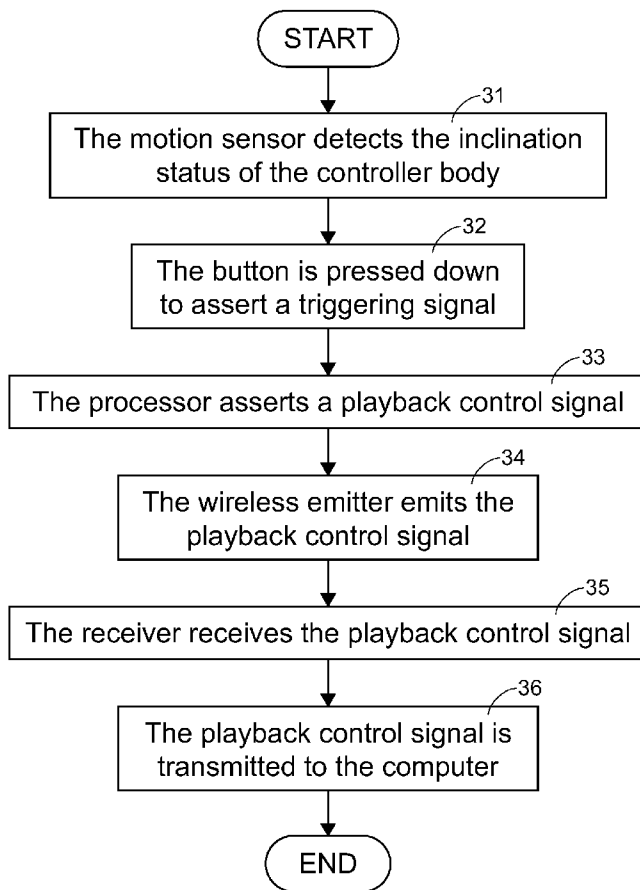 START
31
The motion sensor detects the inclination
status of the controller body
32
The button is pressed down
to assert a triggering signal
33
The processor asserts a playback control signal
34
The wireless emitter emits the
playback control signal
35
The receiver receives the playback control signal
36
The playback control signal is
transmitted to the computer
END